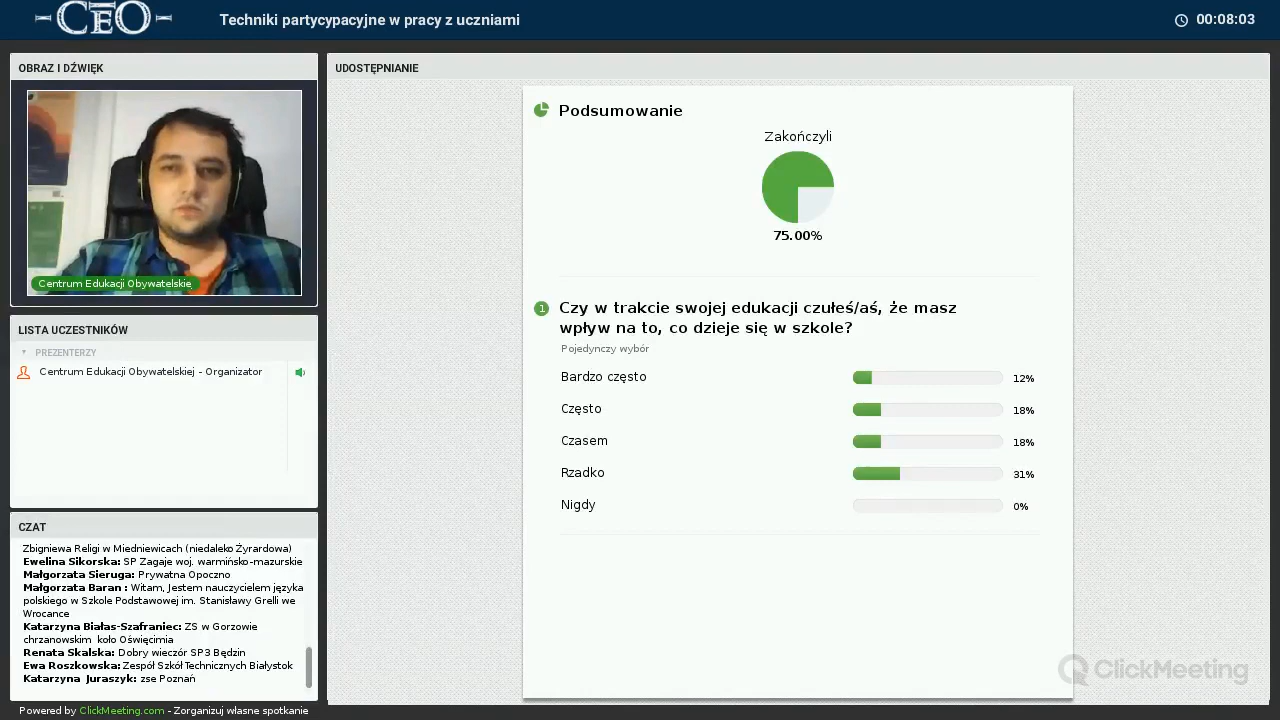 CEO
Techniki partycypacyjne w pracy z uczniami
00:08:03
OBRAZ I DŹWIĘK
Centrum Edukacji Obywatelskie
LISTA UCZESTNIKÓW
PREZENTERZY
Centrum Edukacji Obywatelskiej - Organizator
CZAT
Zbigniewa Religi w Miedniewicach (niedaleko Żyrardowa)
Ewelina Sikorska: SP Zagaje woj. warmińsko-mazurskie
Małgorzata Sieruga: Prywatna Opoczno
Małgorzata Baran : Witam, Jestem nauczycielem języka
polskiego w Szkole Podstawowej im. Stanisławy Grelli we
Wrocance
Katarzyna Białas-Szafraniec: ZS w Gorzowie
chrzanowskim koło Oświęcimia
Renata Skalska: Dobry wieczór SP3 Będzin
Ewa Roszkowska: Zespół Szkół Technicznych Białystok
Katarzyna Juraszyk: zse Poznań
Powered by ClickMeeting.com - Zorganizuj własne spotkanie
UDOSTĘPNIANIE
Podsumowanie
Zakończyli
75.00%
1 Czy w trakcie swojej edukacji czułeś/aś, że masz
wpływ na to, co dzieje się w szkole?
Pojedynczy wybór
Bardzo często 12%
Często 18%
Czasem 18%
Rzadko 31%
Nigdy 0%
ClickMeeting